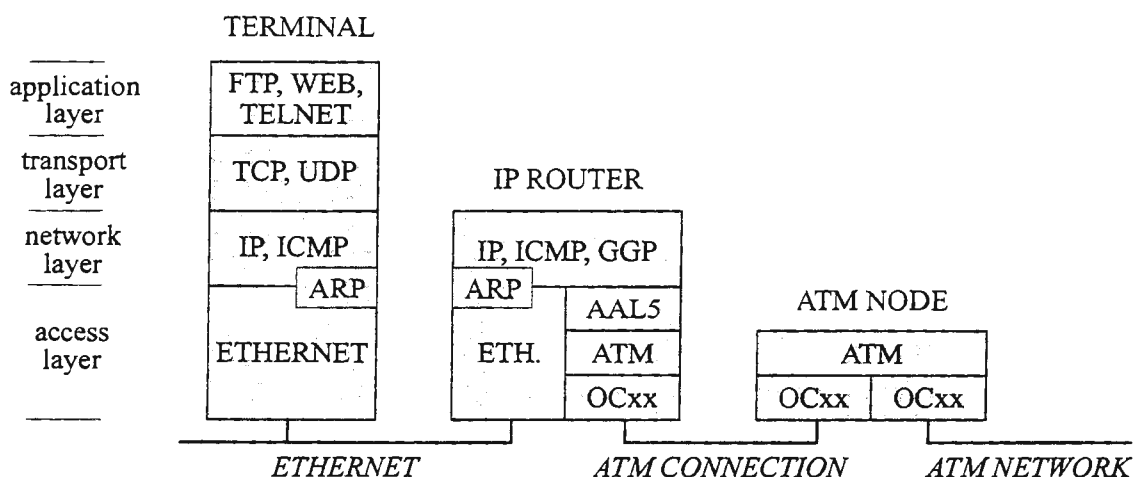 TERMINAL
application
layer
FTP, WEB,
TELNET
transport
layer
TCP, UDP
IP ROUTER
network
layer
IP, ICMP
ARP
IP, ICMP, GGP
ARP
access
layer
ETHERNET
ETH.
AAL5
ATM
OCxx
ATM NODE
ATM
OCxx
OCxx
ETHERNET
ATM CONNECTION
ATM NETWORK